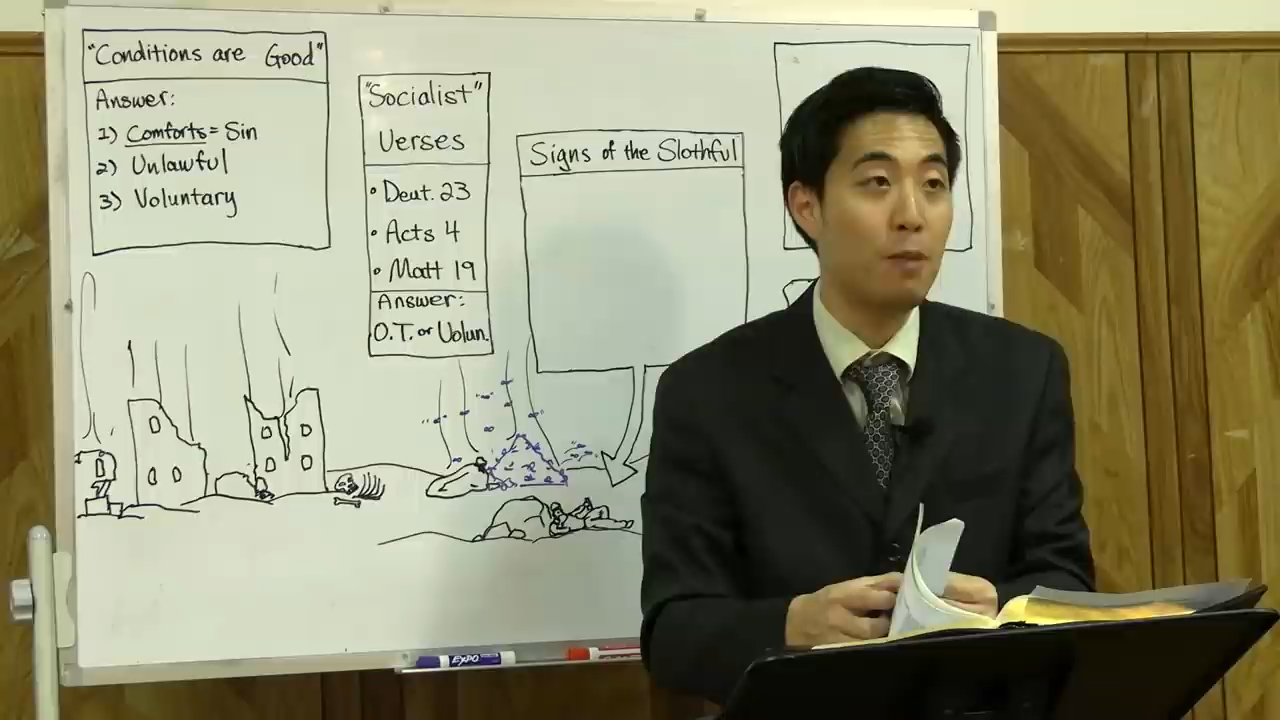 "Conditions are Good"
Answer:
1) Comforts = Sin
2) Unlawful
3) Voluntary
"Socialist"
Verses
• Deut. 23
• Acts 4
• Matt 19
Answer:
O.T. or Volun.
Signs of the Slothful
EXPO